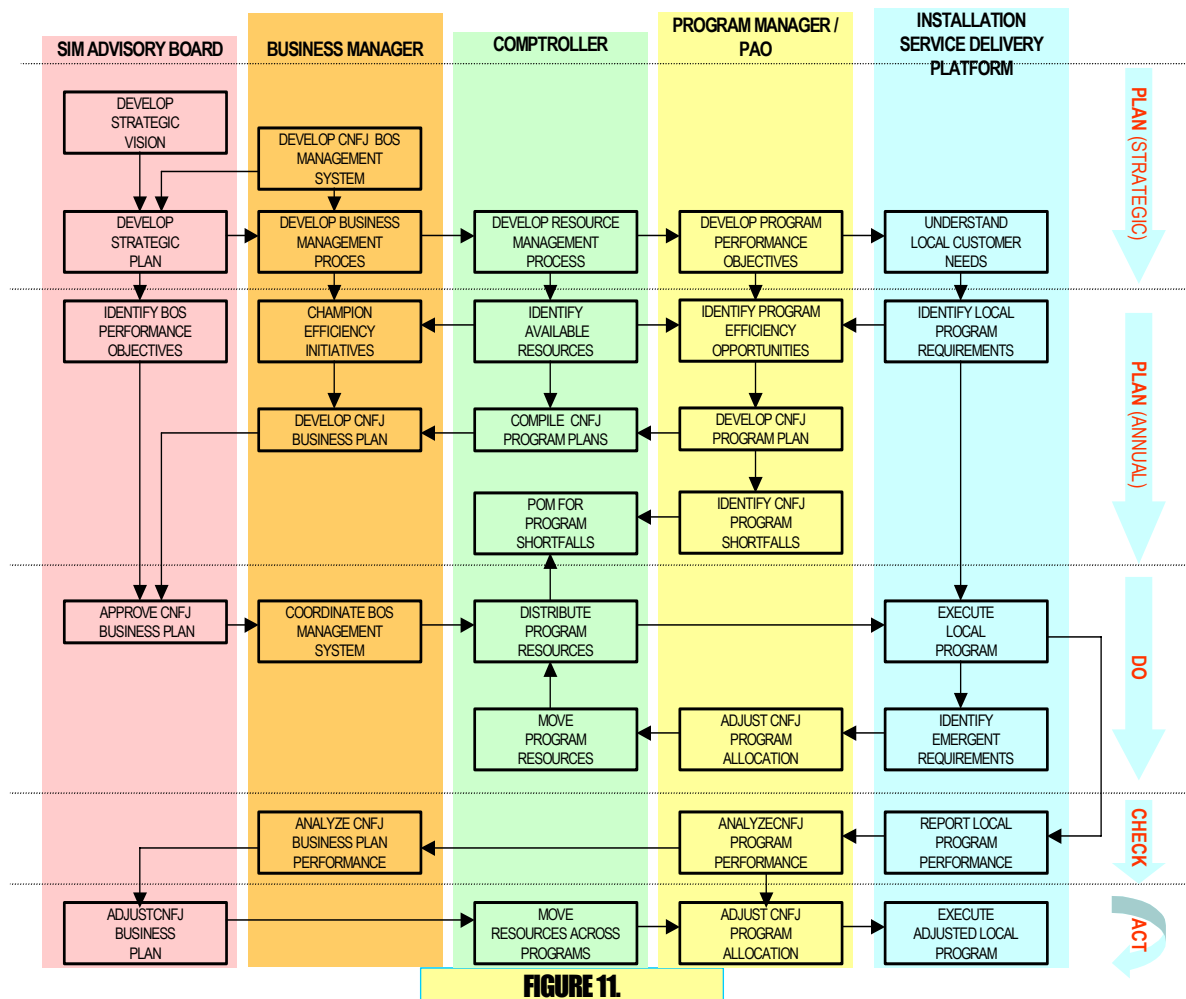 SIM ADVISORY BOARD
BUSINESS MANAGER
COMPTROLLER
PROGRAM MANAGER /
PAO
INSTALLATION
SERVICE DELIVERY
PLATFORM
DEVELOP
STRATEGIC
VISION
DEVELOP CNFJ BOS
MANAGEMENT
SYSTEM
DEVELOP
STRATEGIC
PLAN
DEVELOP BUSINESS
MANAGEMENT
PROCES
DEVELOP RESOURCE
MANAGEMENT
PROCESS
DEVELOP PROGRAM
PERFORMANCE
OBJECTIVES
UNDERSTAND
LOCAL CUSTOMER
NEEDS
PLAN (STRATEGIC)
IDENTIFY BOS
PERFORMANCE
OBJECTIVES
CHAMPION
EFFICIENCY
INITIATIVES
IDENTIFY
AVAILABLE
RESOURCES
IDENTIFY PROGRAM
EFFICIENCY
OPPORTUNITIES
IDENTIFY LOCAL
PROGRAM
REQUIREMENTS
DEVELOP CNFJ
BUSINESS PLAN
COMPILE CNFJ
PROGRAM PLANS
DEVELOP CNFJ
PROGRAM PLAN
POM FOR
PROGRAM
SHORTFALLS
IDENTIFY CNFJ
PROGRAM
SHORTFALLS
PLAN (ANNUAL)
APPROVE CNFJ
BUSINESS PLAN
COORDINATE BOS
MANAGEMENT
SYSTEM
DISTRIBUTE
PROGRAM
RESOURCES
EXECUTE
LOCAL
PROGRAM
MOVE
PROGRAM
RESOURCES
ADJUST CNFJ
PROGRAM
ALLOCATION
IDENTIFY
EMERGENT
REQUIREMENTS
DO
ANALYZE CNFJ
BUSINESS PLAN
PERFORMANCE
ANALYZECNFJ
PROGRAM
PERFORMANCE
REPORT LOCAL
PROGRAM
PERFORMANCE
CHECK
ADJUSTCNFJ
BUSINESS
PLAN
MOVE
RESOURCES ACROSS
PROGRAMS
ADJUST CNFJ
PROGRAM
ALLOCATION
EXECUTE
ADJUSTED LOCAL
PROGRAM
ACT
FIGURE 11.